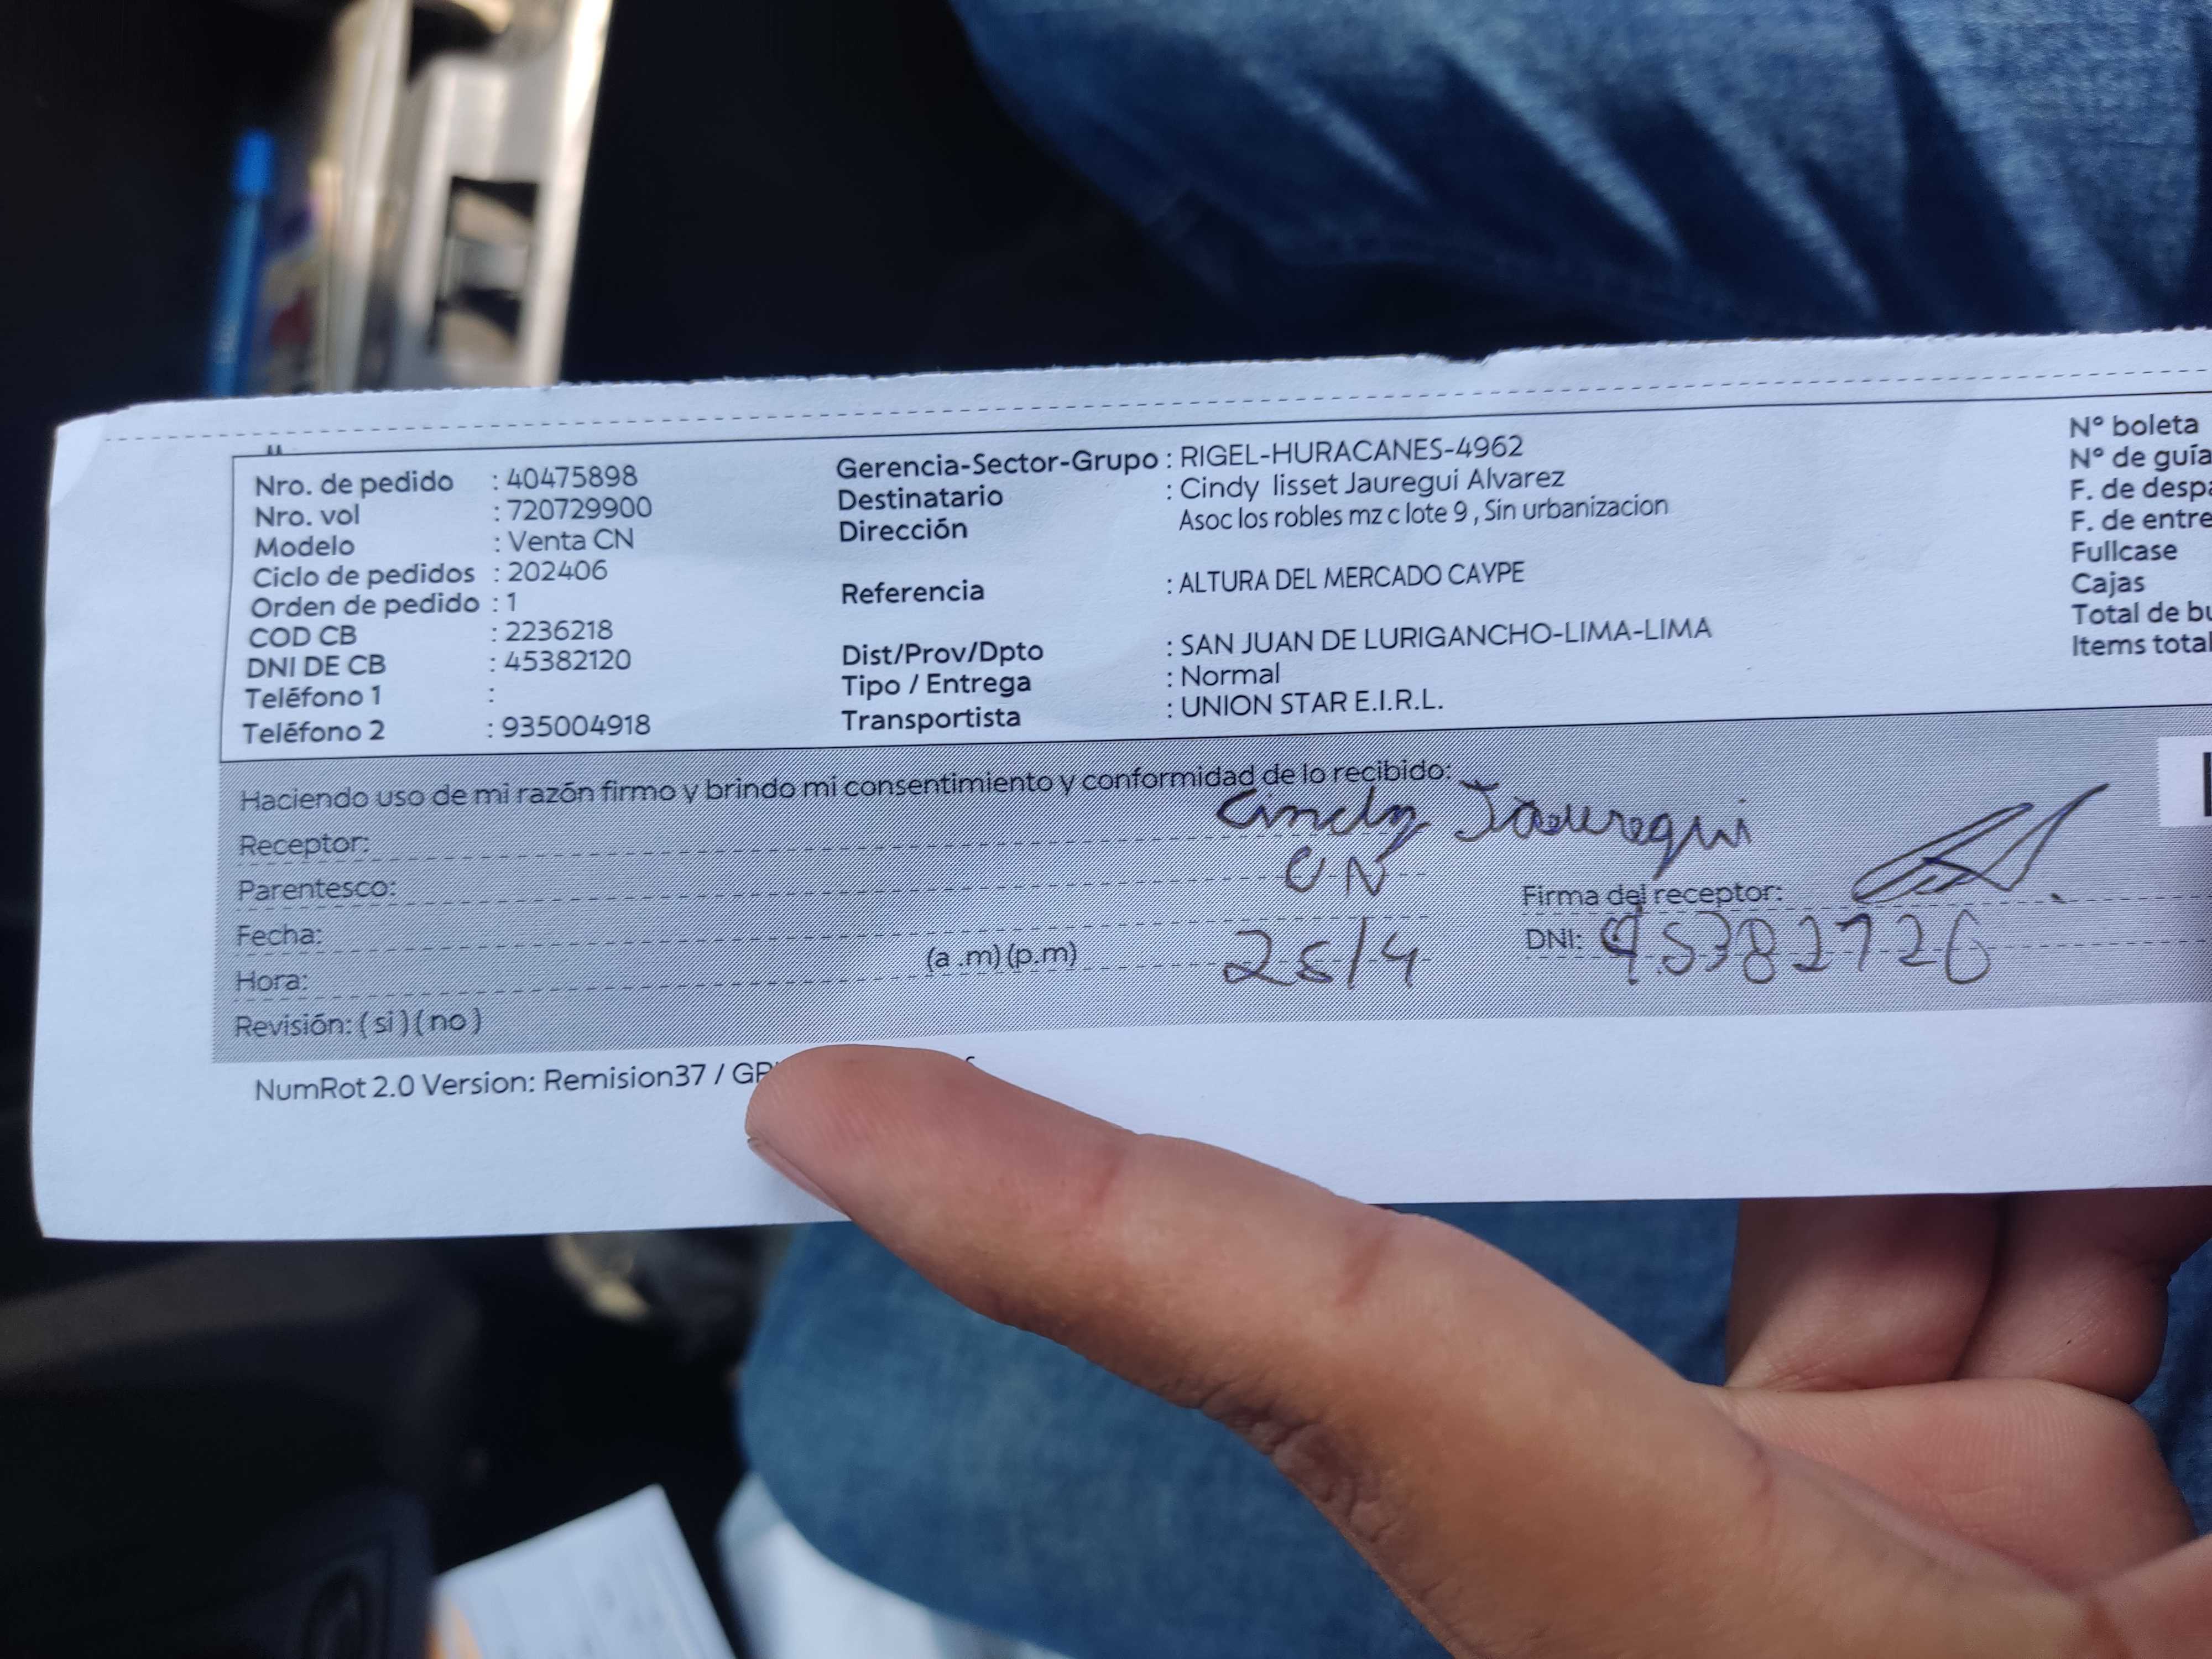 Nro. de pedido : 40475898
Nro. vol : 720729900
Modelo : Venta CN
Ciclo de pedidos : 202406
Orden de pedido : 1
COD CB : 2236218
DNI DE CB : 45382120
Teléfono 1 :
Teléfono 2 : 935004918
Gerencia-Sector-Grupo : RIGEL-HURACANES-4962
Destinatario : Cindy lisset Jauregui Alvarez
Dirección Asoc los robles mz c lote 9 , Sin urbanizacion
Referencia : ALTURA DEL MERCADO CAYPE
Dist/Prov/Dpto : SAN JUAN DE LURIGANCHO-LIMA-LIMA
Tipo / Entrega : Normal
Transportista : UNION STAR E.I.R.L.
N° boleta
N° de guía
F. de despa
F. de entre
Fullcase
Cajas
Total de bu
Items total
Haciendo uso de mi razón firmo y brindo mi consentimiento y conformidad de lo recibido:
Receptor: Cindy Jauregui
Parentesco: CN
Fecha: 25/4
Hora: (a .m) (p.m)
Revisión: ( si ) ( no )
Firma del receptor:
DNI: 45382120
NumRot 2.0 Version: Remision37 /